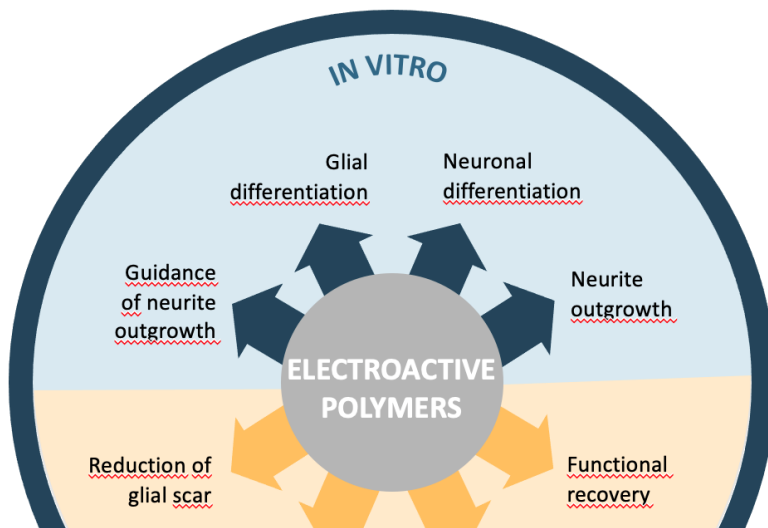 IN VITRO
Glial
differentiation
Neuronal
differentiation
Guidance
of neurite
outgrowth
Neurite
outgrowth
ELECTROACTIVE
POLYMERS
Reduction of
glial scar
Functional
recovery